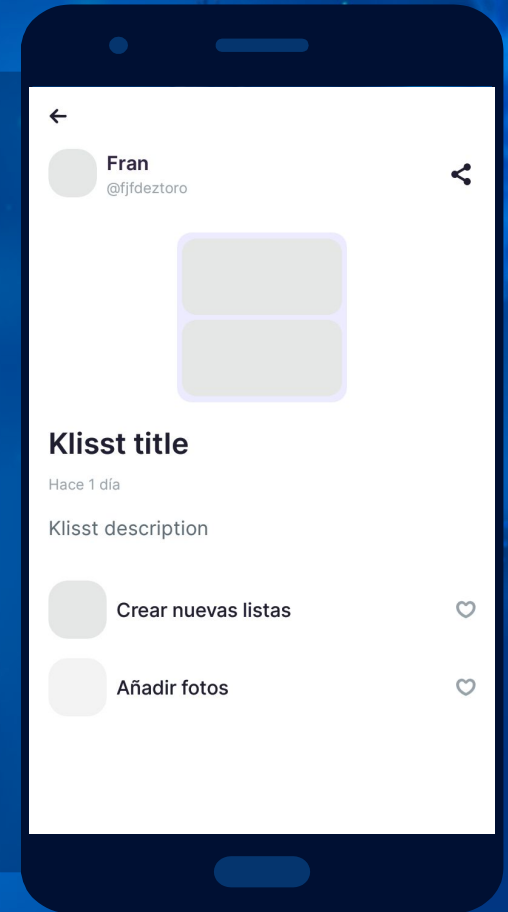 Fran
@fjfdeztoro
Klisst title
Hace 1 día
Klisst description
Crear nuevas listas
Añadir fotos